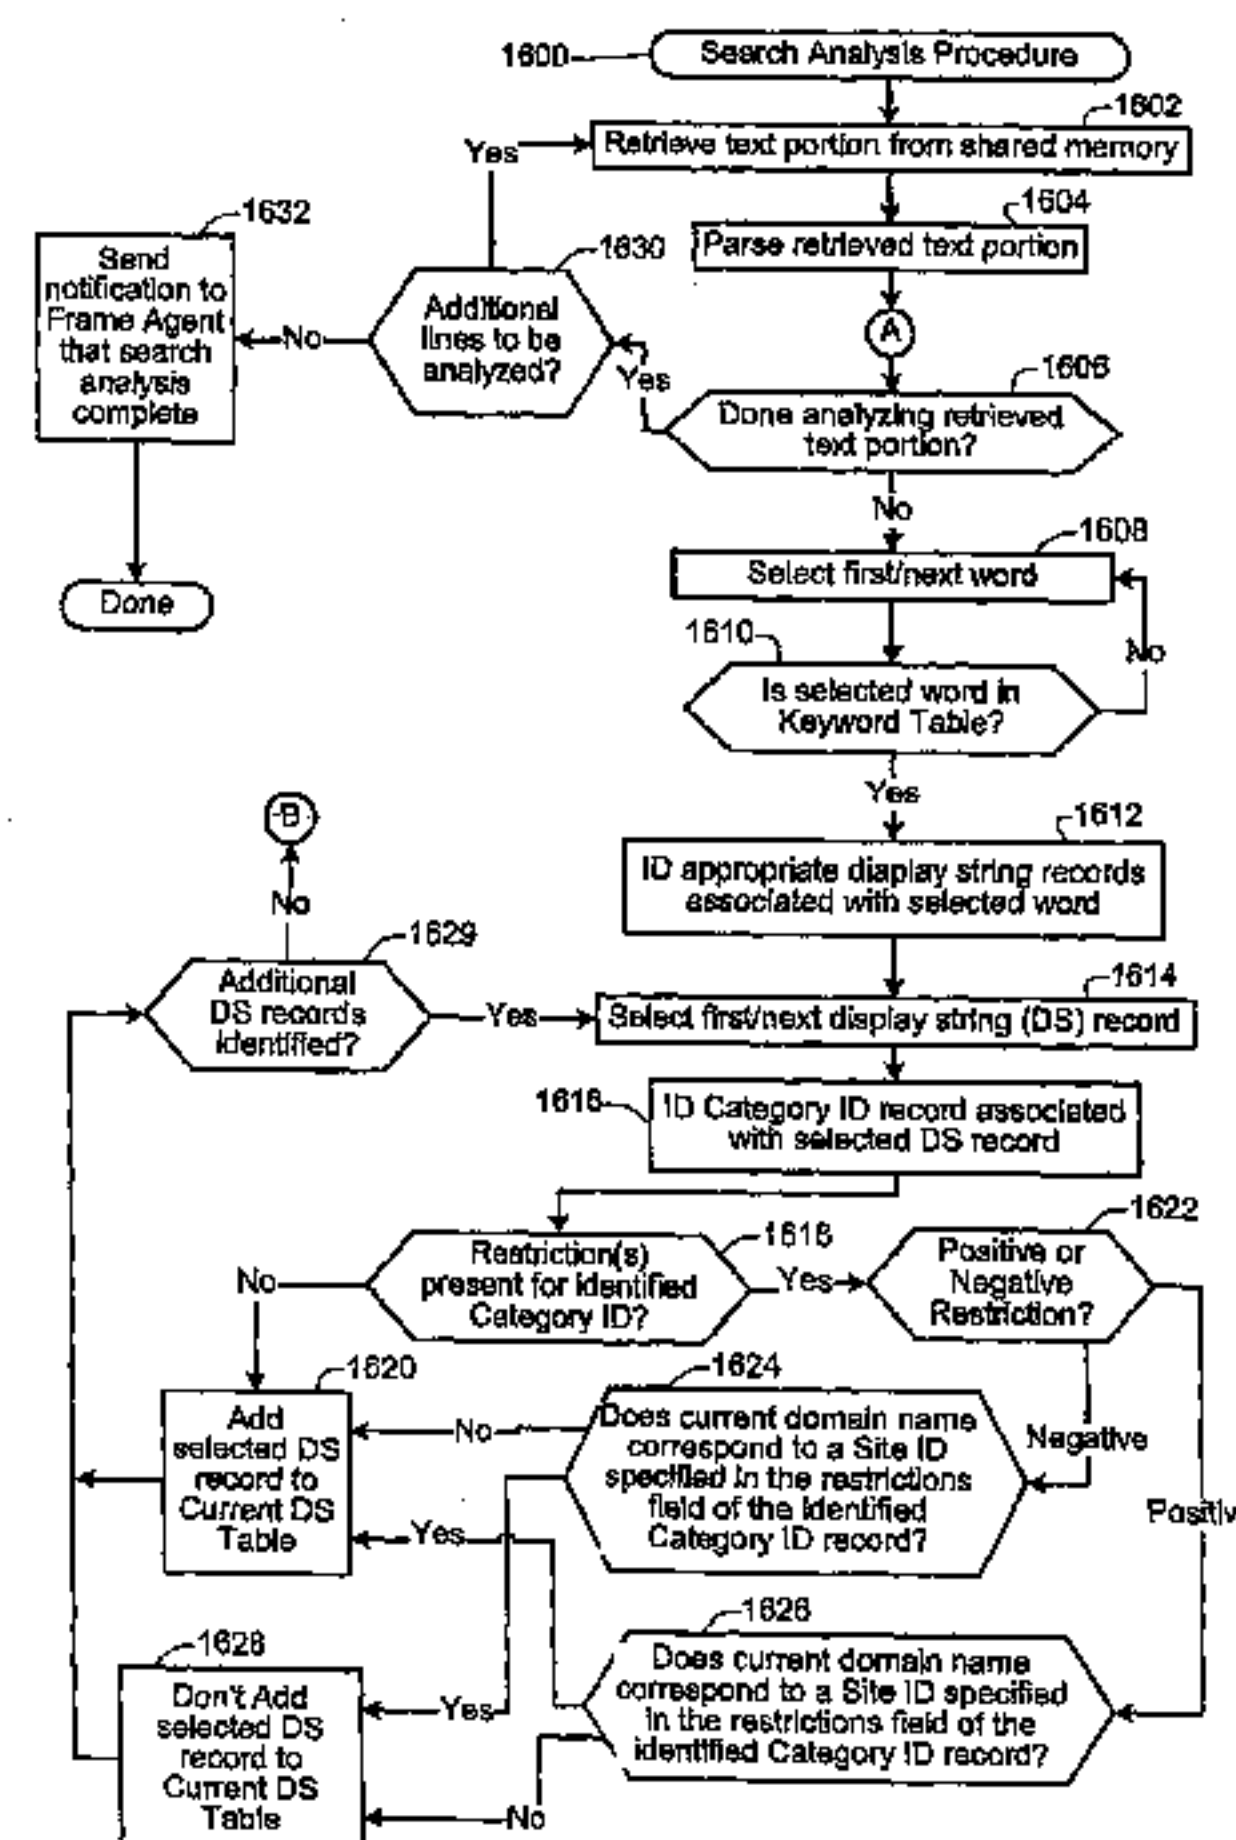 1600
Search Analysis Procedure
1602
Retrieve text portion from shared memory
Yes
1604
Parse retrieved text portion
1632
Send
notification to
Frame Agent
that search
analysis
complete
No
1630
Additional
lines to be
analyzed?
Yes
A
1606
Done analyzing retrieved
text portion?
No
1608
Select first/next word
Done
1610
Is selected word in
Keyword Table?
No
Yes
B
No
1612
ID appropriate display string records
associated with selected word
1629
Additional
DS records
identified?
Yes
1614
Select first/next display string (DS) record
1616
ID Category ID record associated
with selected DS record
1618
Restriction(s)
present for identified
Category ID?
No
Yes
1622
Positive or
Negative
Restriction?
1620
Add
selected DS
record to
Current DS
Table
No
Yes
1624
Does current domain name
correspond to a Site ID
specified in the restrictions
field of the identified
Category ID record?
Negative
Positiv
1628
Don't Add
selected DS
record to
Current DS
Table
Yes
No
1626
Does current domain name
correspond to a Site ID specified
in the restrictions field of the
identified Category ID record?